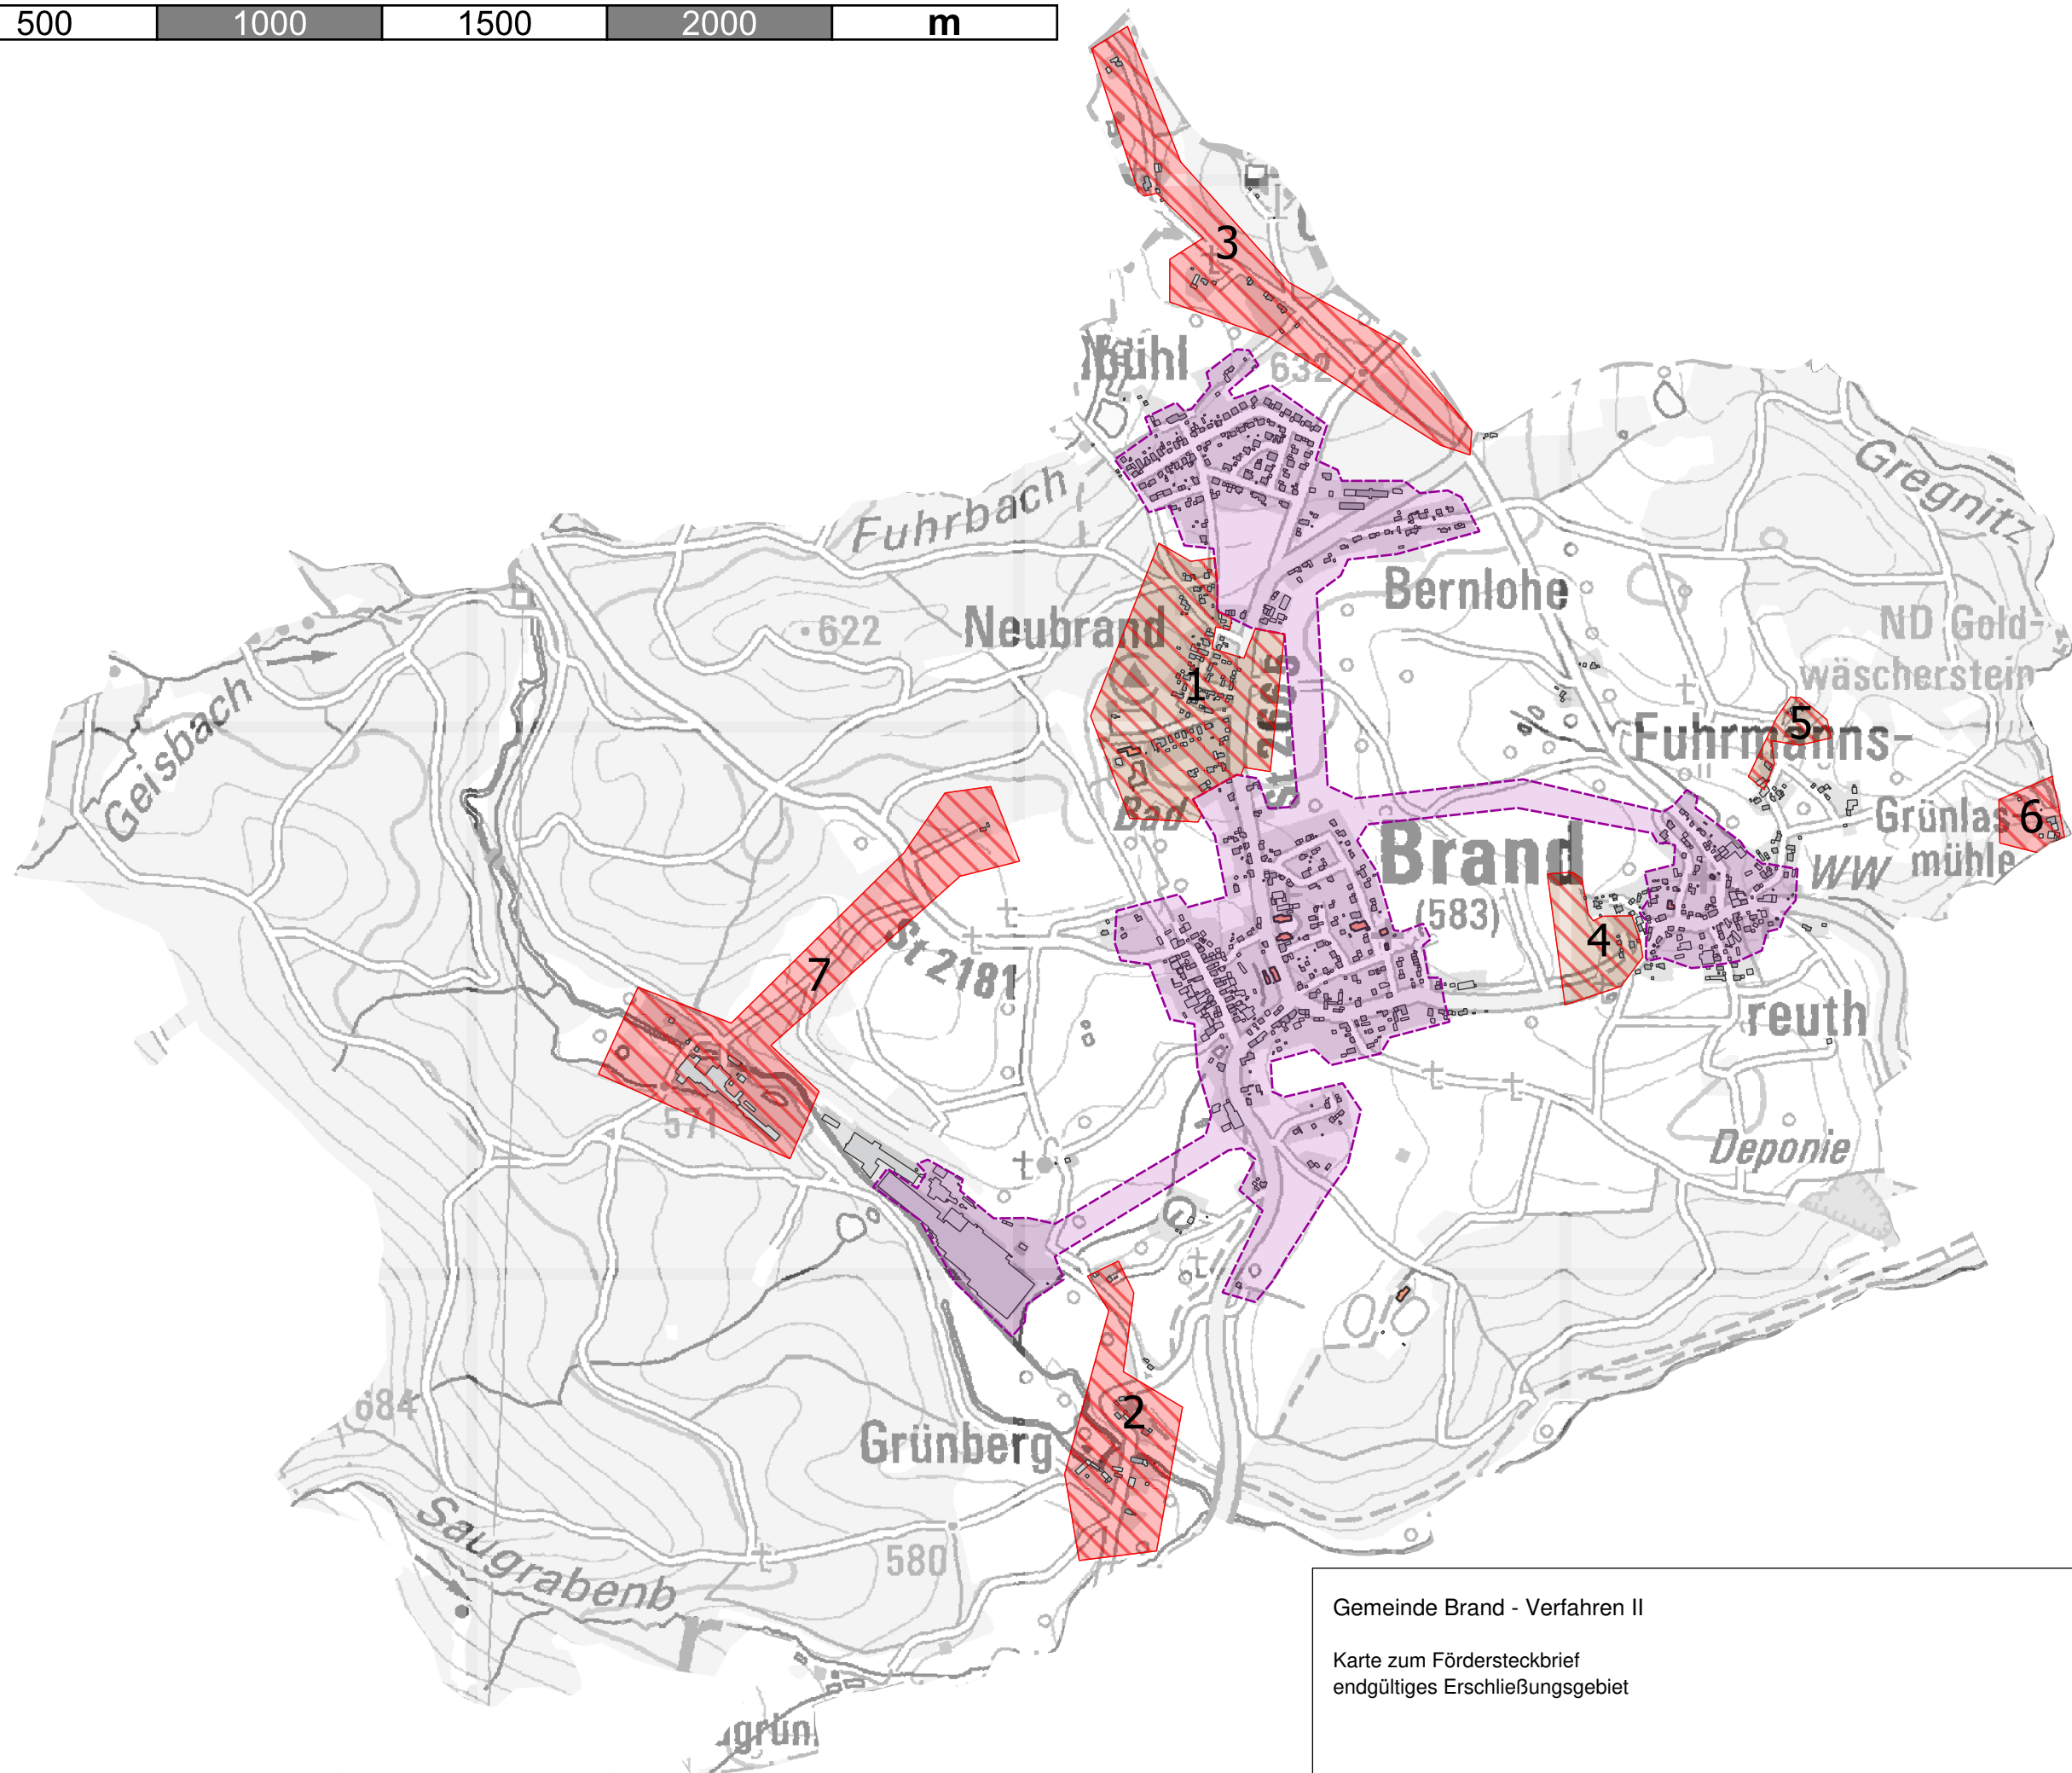 500 1000 1500 2000 m
3
632
Fuhrbach
Gregnitz
Bernlohe
Neubrand
622
ND Gold-
wäscherstein
1
5
Fuhrmanns-
Geisbach
Bad
Brand
(583)
Grünlas
mühle
6
WW
4
St 2181
7
reuth
571
Deponie
684
2
Grünberg
Saugrabenb
580
Gemeinde Brand - Verfahren II
Karte zum Fördersteckbrief
endgültiges Erschließungsgebiet